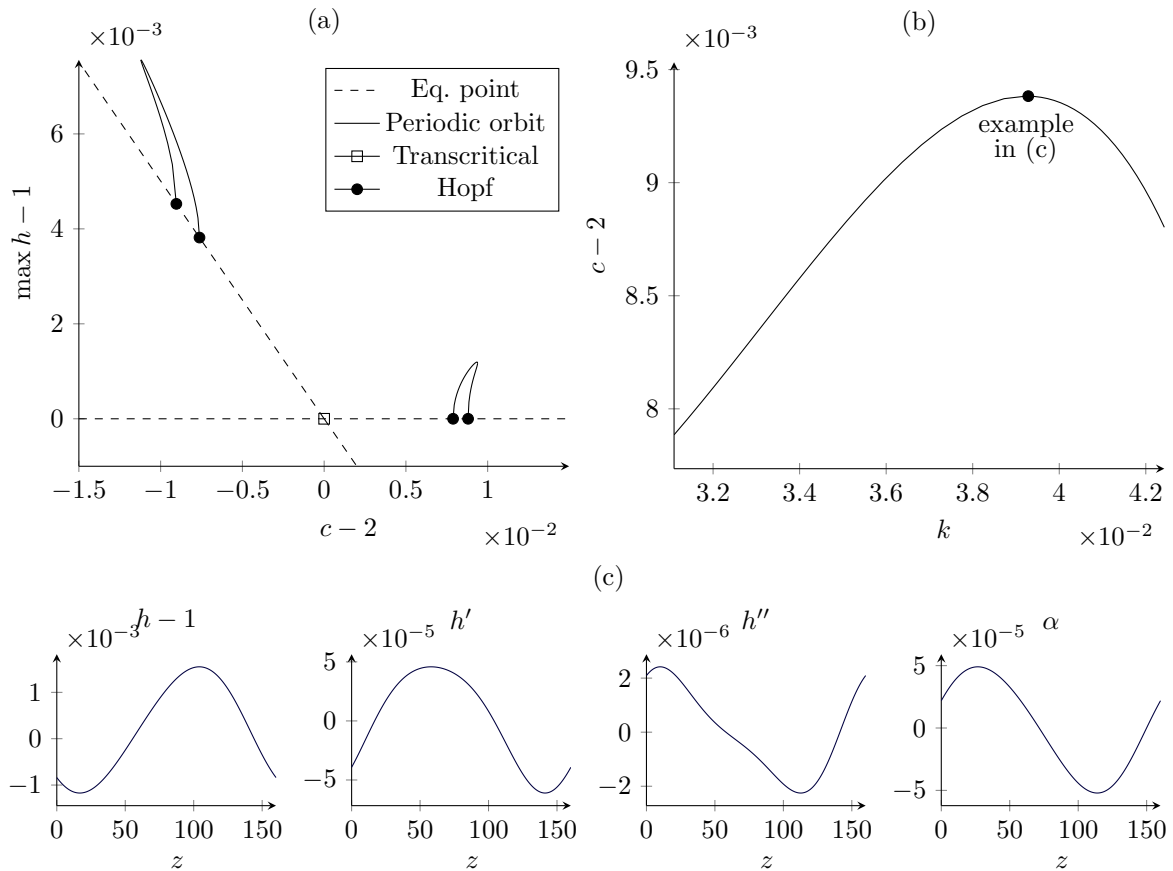 (a)
×10⁻³
6
4
2
0
max h − 1
−1.5 −1 −0.5 0 0.5 1
c − 2
×10⁻²
Eq. point
Periodic orbit
Transcritical
Hopf
(b)
×10⁻³
9.5
9
8.5
8
c − 2
example
in (c)
3.2 3.4 3.6 3.8 4 4.2
k
×10⁻²
(c)
h − 1
×10⁻³
1
0
−1
0 50 100 150
z
h′
×10⁻⁵
5
0
−5
0 50 100 150
z
h′′
×10⁻⁶
2
0
−2
0 50 100 150
z
α
×10⁻⁵
5
0
−5
0 50 100 150
z